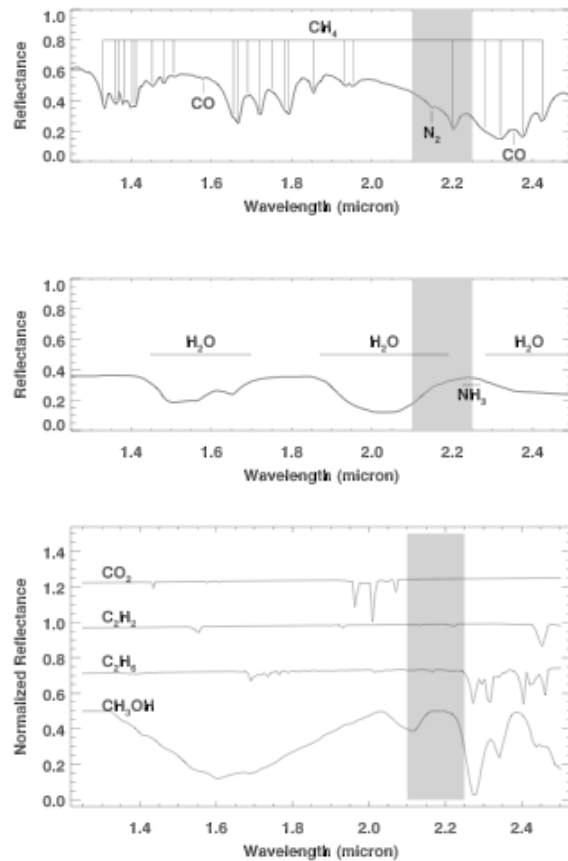 CH₄
CO
N₂
CO
Reflectance
1.0
0.8
0.6
0.4
0.2
0.0
1.4 1.6 1.8 2.0 2.2 2.4
Wavelength (micron)
H₂O H₂O H₂O
NH₃
Reflectance
1.0
0.8
0.6
0.4
0.2
0.0
1.4 1.6 1.8 2.0 2.2 2.4
Wavelength (micron)
CO₂
C₂H₂
C₂H₆
CH₃OH
Normalized Reflectance
1.4
1.2
1.0
0.8
0.6
0.4
0.2
0.0
1.4 1.6 1.8 2.0 2.2 2.4
Wavelength (micron)